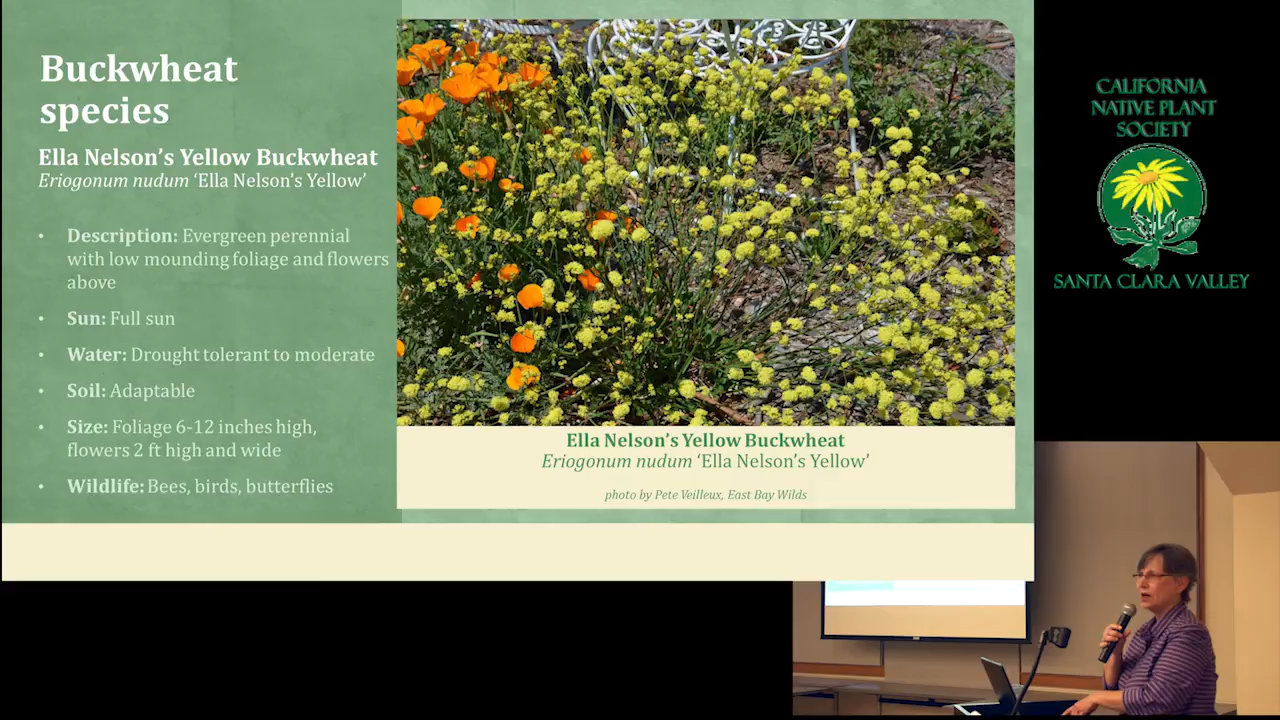 Buckwheat
species
Ella Nelson's Yellow Buckwheat
Eriogonum nudum ‘Ella Nelson's Yellow’
• Description: Evergreen perennial
with low mounding foliage and flowers
above
• Sun: Full sun
• Water: Drought tolerant to moderate
• Soil: Adaptable
• Size: Foliage 6-12 inches high,
flowers 2 ft high and wide
• Wildlife: Bees, birds, butterflies
Ella Nelson's Yellow Buckwheat
Eriogonum nudum ‘Ella Nelson's Yellow’
photo by Pete Veilleux, East Bay Wilds
CALIFORNIA
NATIVE PLANT
SOCIETY
SANTA CLARA VALLEY